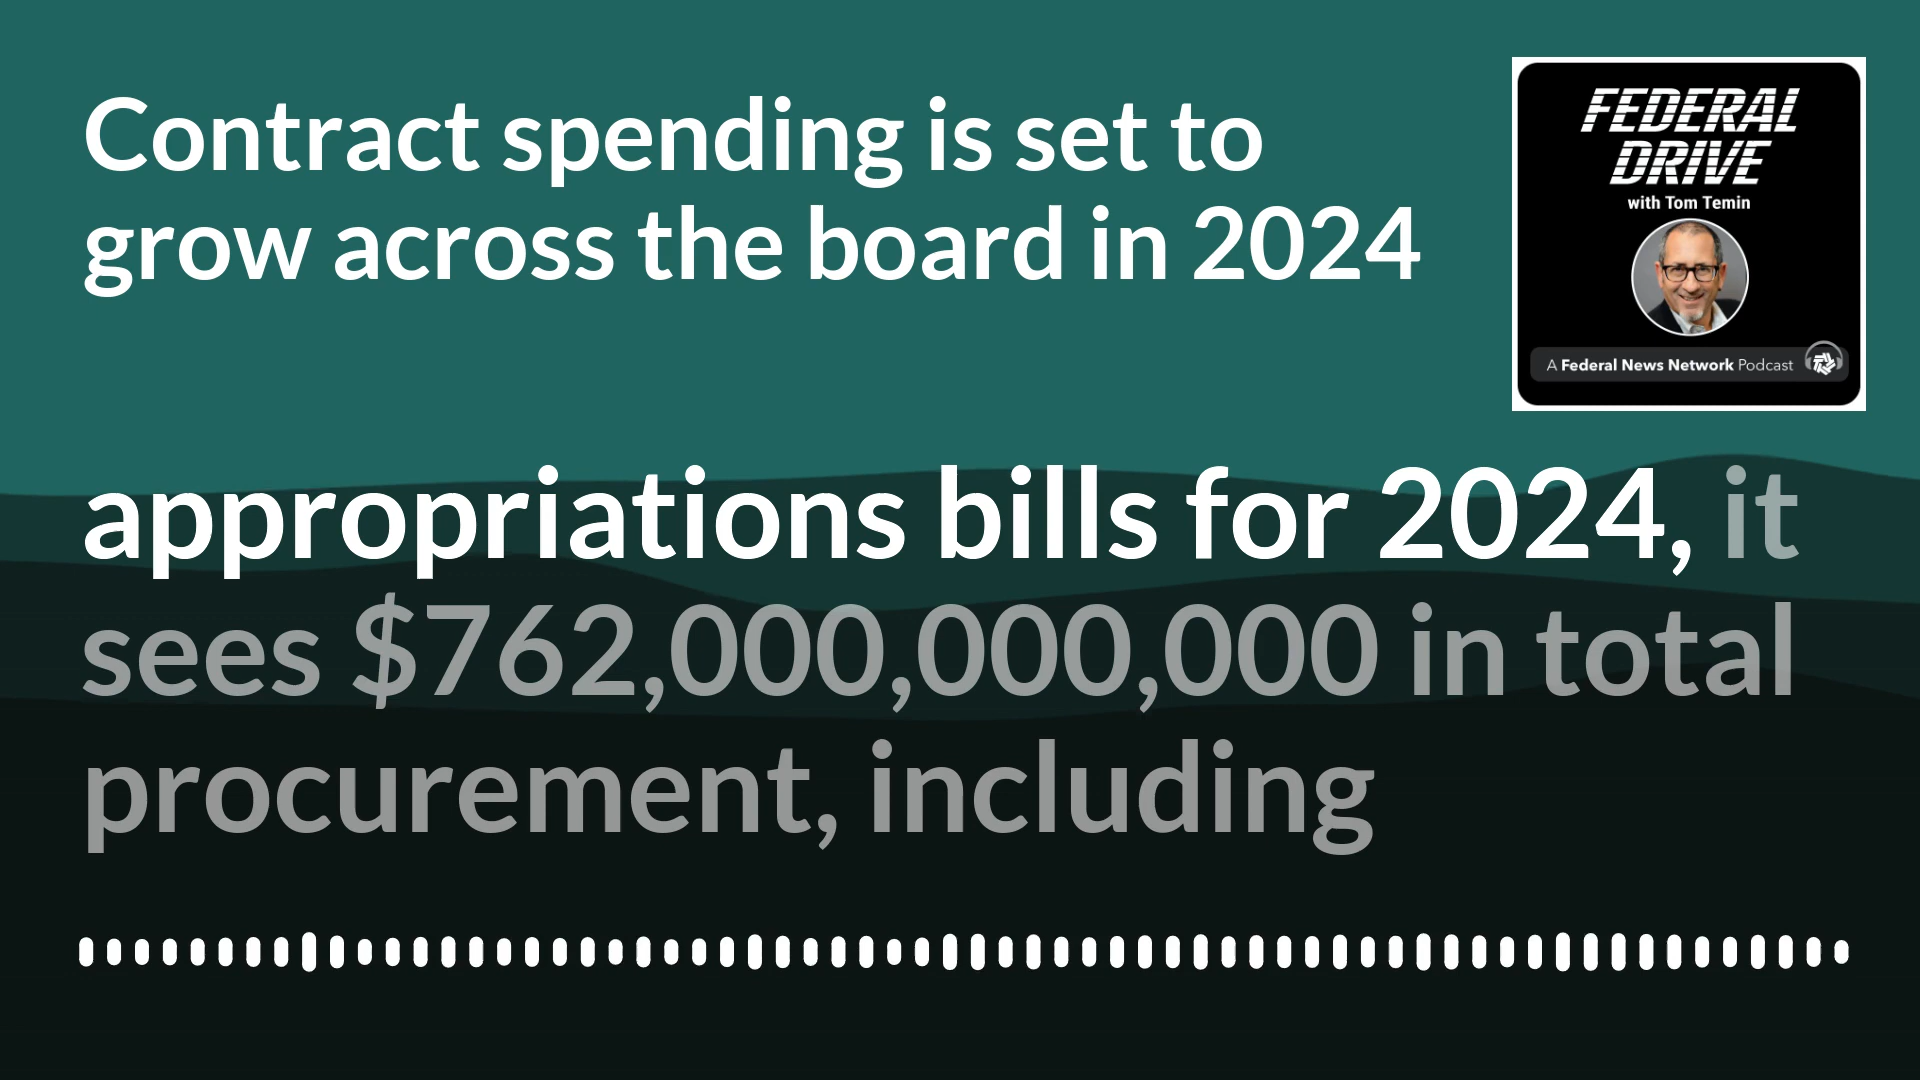 Contract spending is set to
grow across the board in 2024
FEDERAL
DRIVE
with Tom Temin
A Federal News Network Podcast
appropriations bills for 2024, it
sees $762,000,000,000 in total
procurement, including